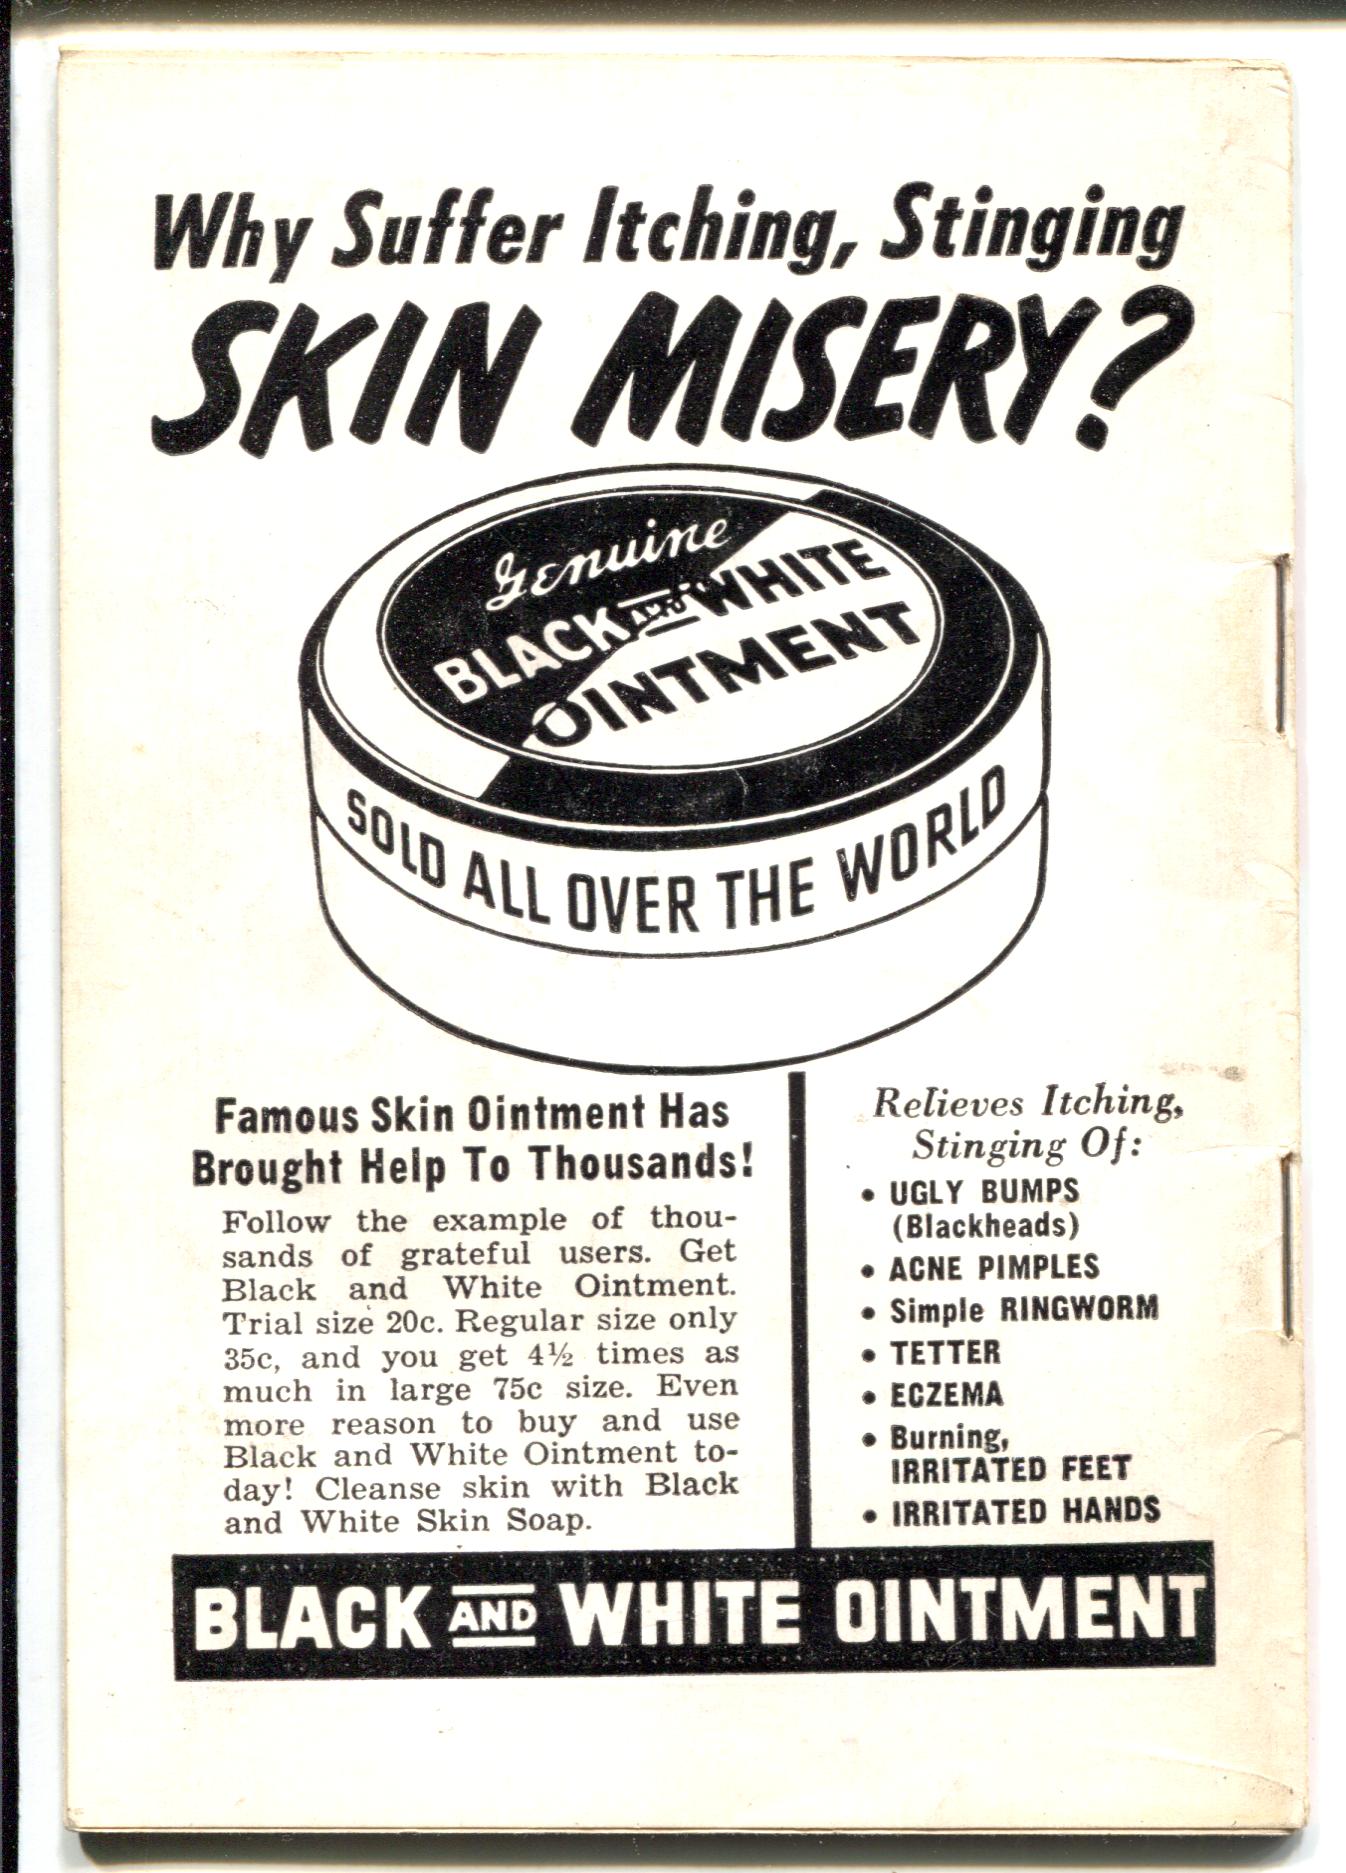 Why Suffer Itching, Stinging
SKIN MISERY?
Genuine
BLACK AND WHITE
OINTMENT
SOLD ALL OVER THE WORLD
Famous Skin Ointment Has
Brought Help To Thousands!
Follow the example of thou-
sands of grateful users. Get
Black and White Ointment.
Trial size 20c. Regular size only
35c, and you get 4½ times as
much in large 75c size. Even
more reason to buy and use
Black and White Ointment to-
day! Cleanse skin with Black
and White Skin Soap.
Relieves Itching,
Stinging Of:
• UGLY BUMPS
(Blackheads)
• ACNE PIMPLES
• Simple RINGWORM
• TETTER
• ECZEMA
• Burning,
IRRITATED FEET
• IRRITATED HANDS
BLACK AND WHITE OINTMENT